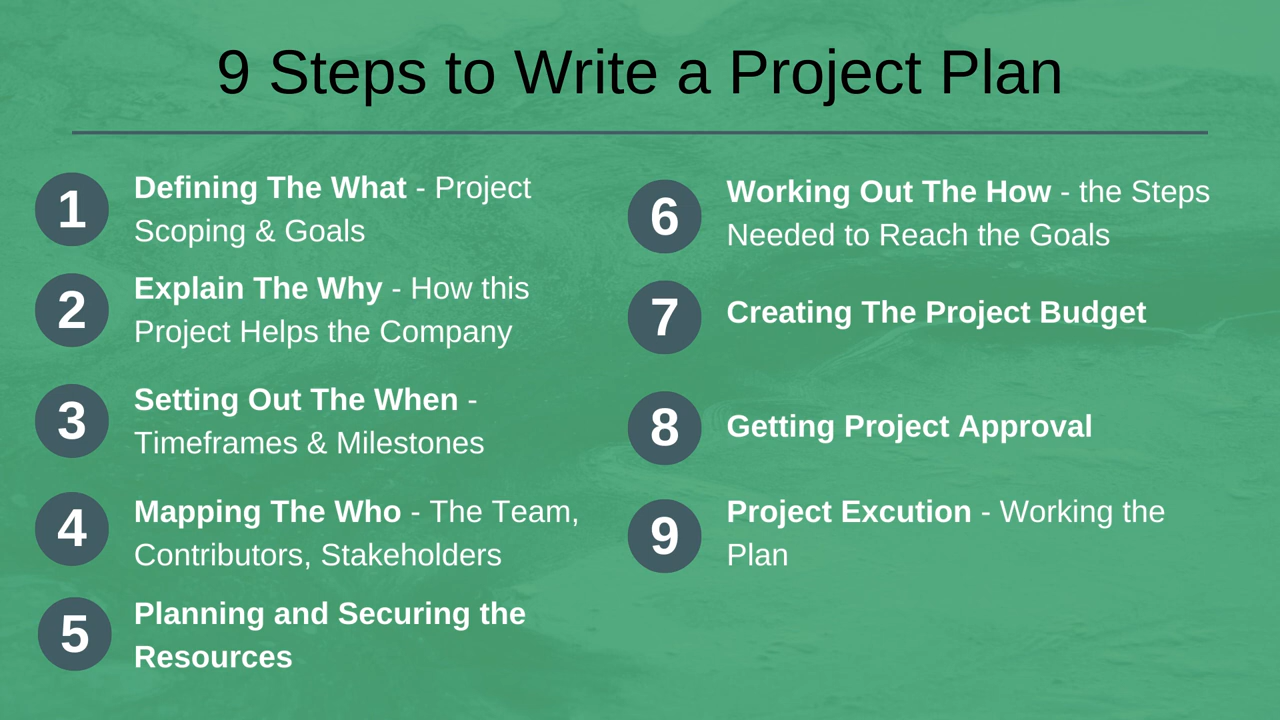 9 Steps to Write a Project Plan
1
Defining The What - Project
Scoping & Goals
2
Explain The Why - How this
Project Helps the Company
3
Setting Out The When -
Timeframes & Milestones
4
Mapping The Who - The Team,
Contributors, Stakeholders
5
Planning and Securing the
Resources
6
Working Out The How - the Steps
Needed to Reach the Goals
7
Creating The Project Budget
8
Getting Project Approval
9
Project Excution - Working the
Plan